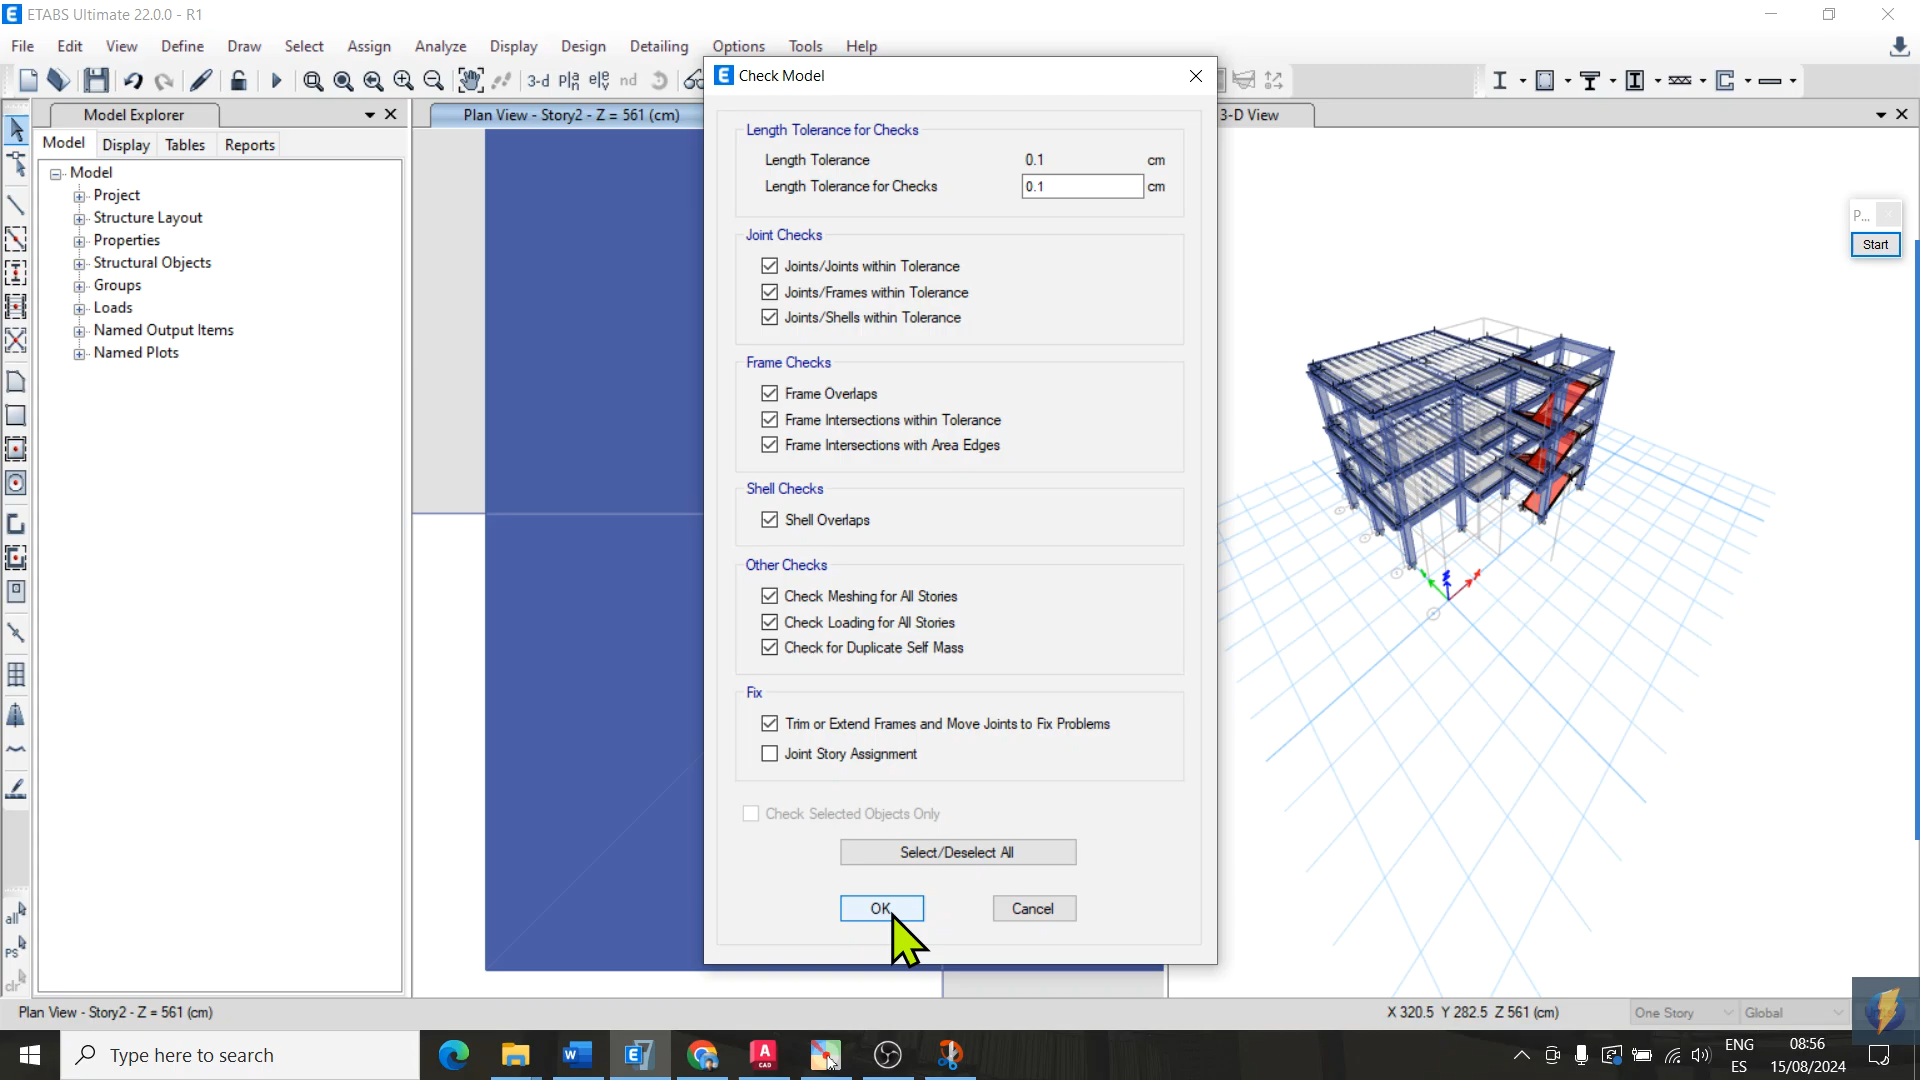 ETABS Ultimate 22.0.0 - R1
File Edit View Define Draw Select Assign Analyze Display Design Detailing Options Tools Help
3-d
nd
Check Model
Model Explorer
Plan View - Story2 - Z = 561 (cm)
3-D View
Model Display Tables Reports
Model
Project
Structure Layout
Properties
Structural Objects
Groups
Loads
Named Output Items
Named Plots
Length Tolerance for Checks
Length Tolerance 0.1 cm
Length Tolerance for Checks 0.1 cm
Joint Checks
Joints/Joints within Tolerance
Joints/Frames within Tolerance
Joints/Shells within Tolerance
Frame Checks
Frame Overlaps
Frame Intersections within Tolerance
Frame Intersections with Area Edges
Shell Checks
Shell Overlaps
Other Checks
Check Meshing for All Stories
Check Loading for All Stories
Check for Duplicate Self Mass
Fix
Trim or Extend Frames and Move Joints to Fix Problems
Joint Story Assignment
Check Selected Objects Only
Select/Deselect All
OK Cancel
P...
Start
all
PS
clr
Plan View - Story2 - Z = 561 (cm)
X 320.5 Y 282.5 Z 561 (cm)
One Story
Global
Type here to search
ENG
ES
08:56
15/08/2024